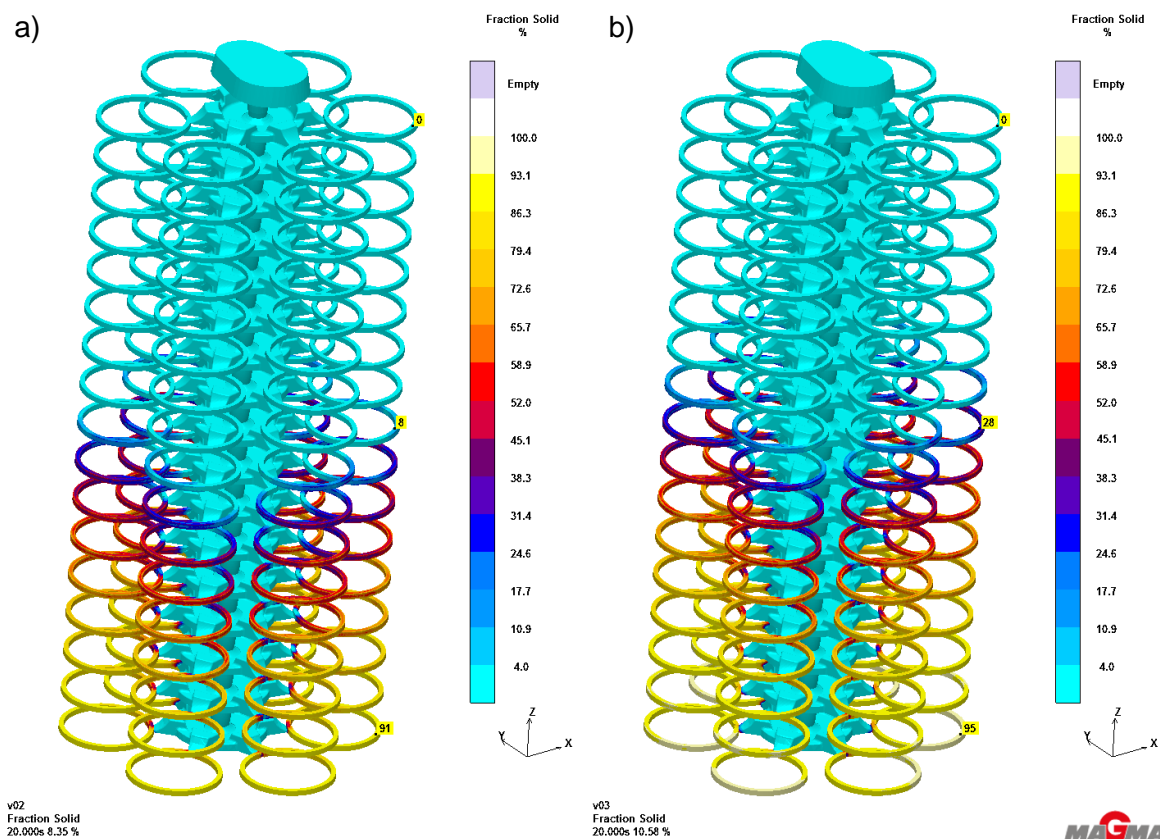 a)
Fraction Solid
%
Empty
100.0
93.1
86.3
79.4
72.6
65.7
58.9
52.0
45.1
38.3
31.4
24.6
17.7
10.9
4.0
0
8
91
Z
Y
X
v02
Fraction Solid
20.000s 8.35 %
b)
Fraction Solid
%
Empty
100.0
93.1
86.3
79.4
72.6
65.7
58.9
52.0
45.1
38.3
31.4
24.6
17.7
10.9
4.0
0
28
95
Z
Y
X
v03
Fraction Solid
20.000s 10.58 %
MAGMA